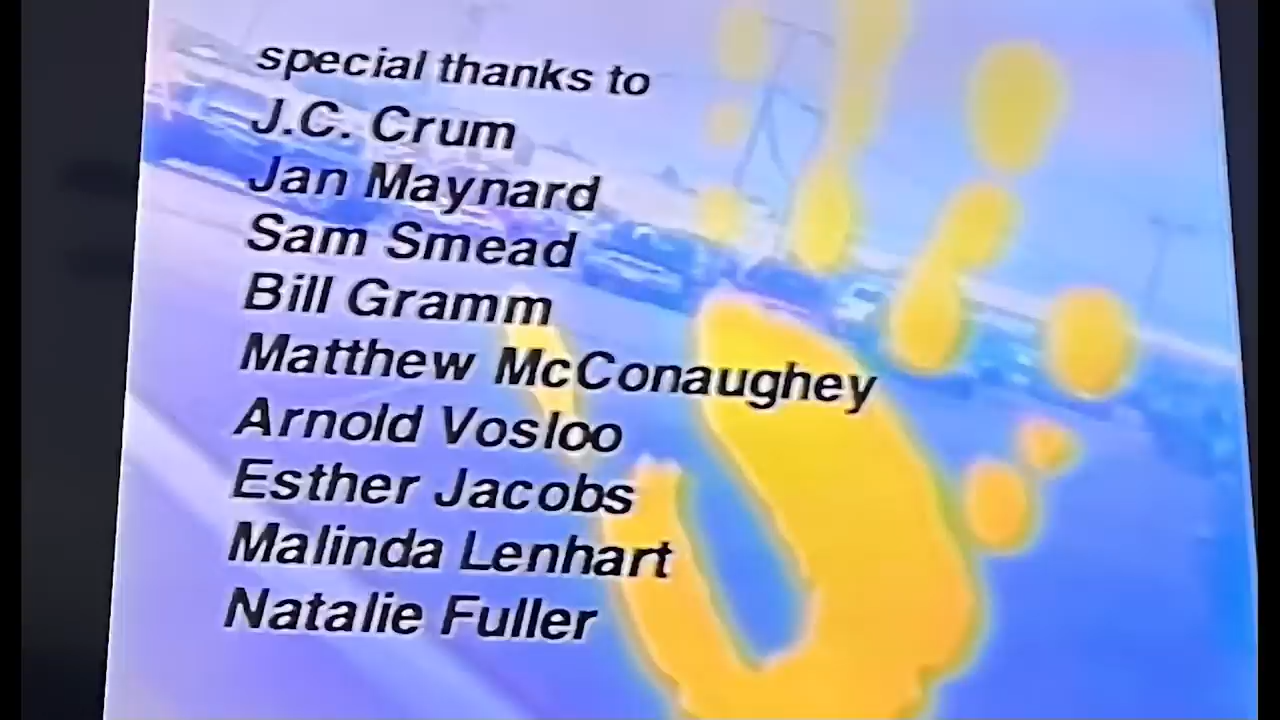 special thanks to
J.C. Crum
Jan Maynard
Sam Smead
Bill Gramm
Matthew McConaughey
Arnold Vosloo
Esther Jacobs
Malinda Lenhart
Natalie Fuller